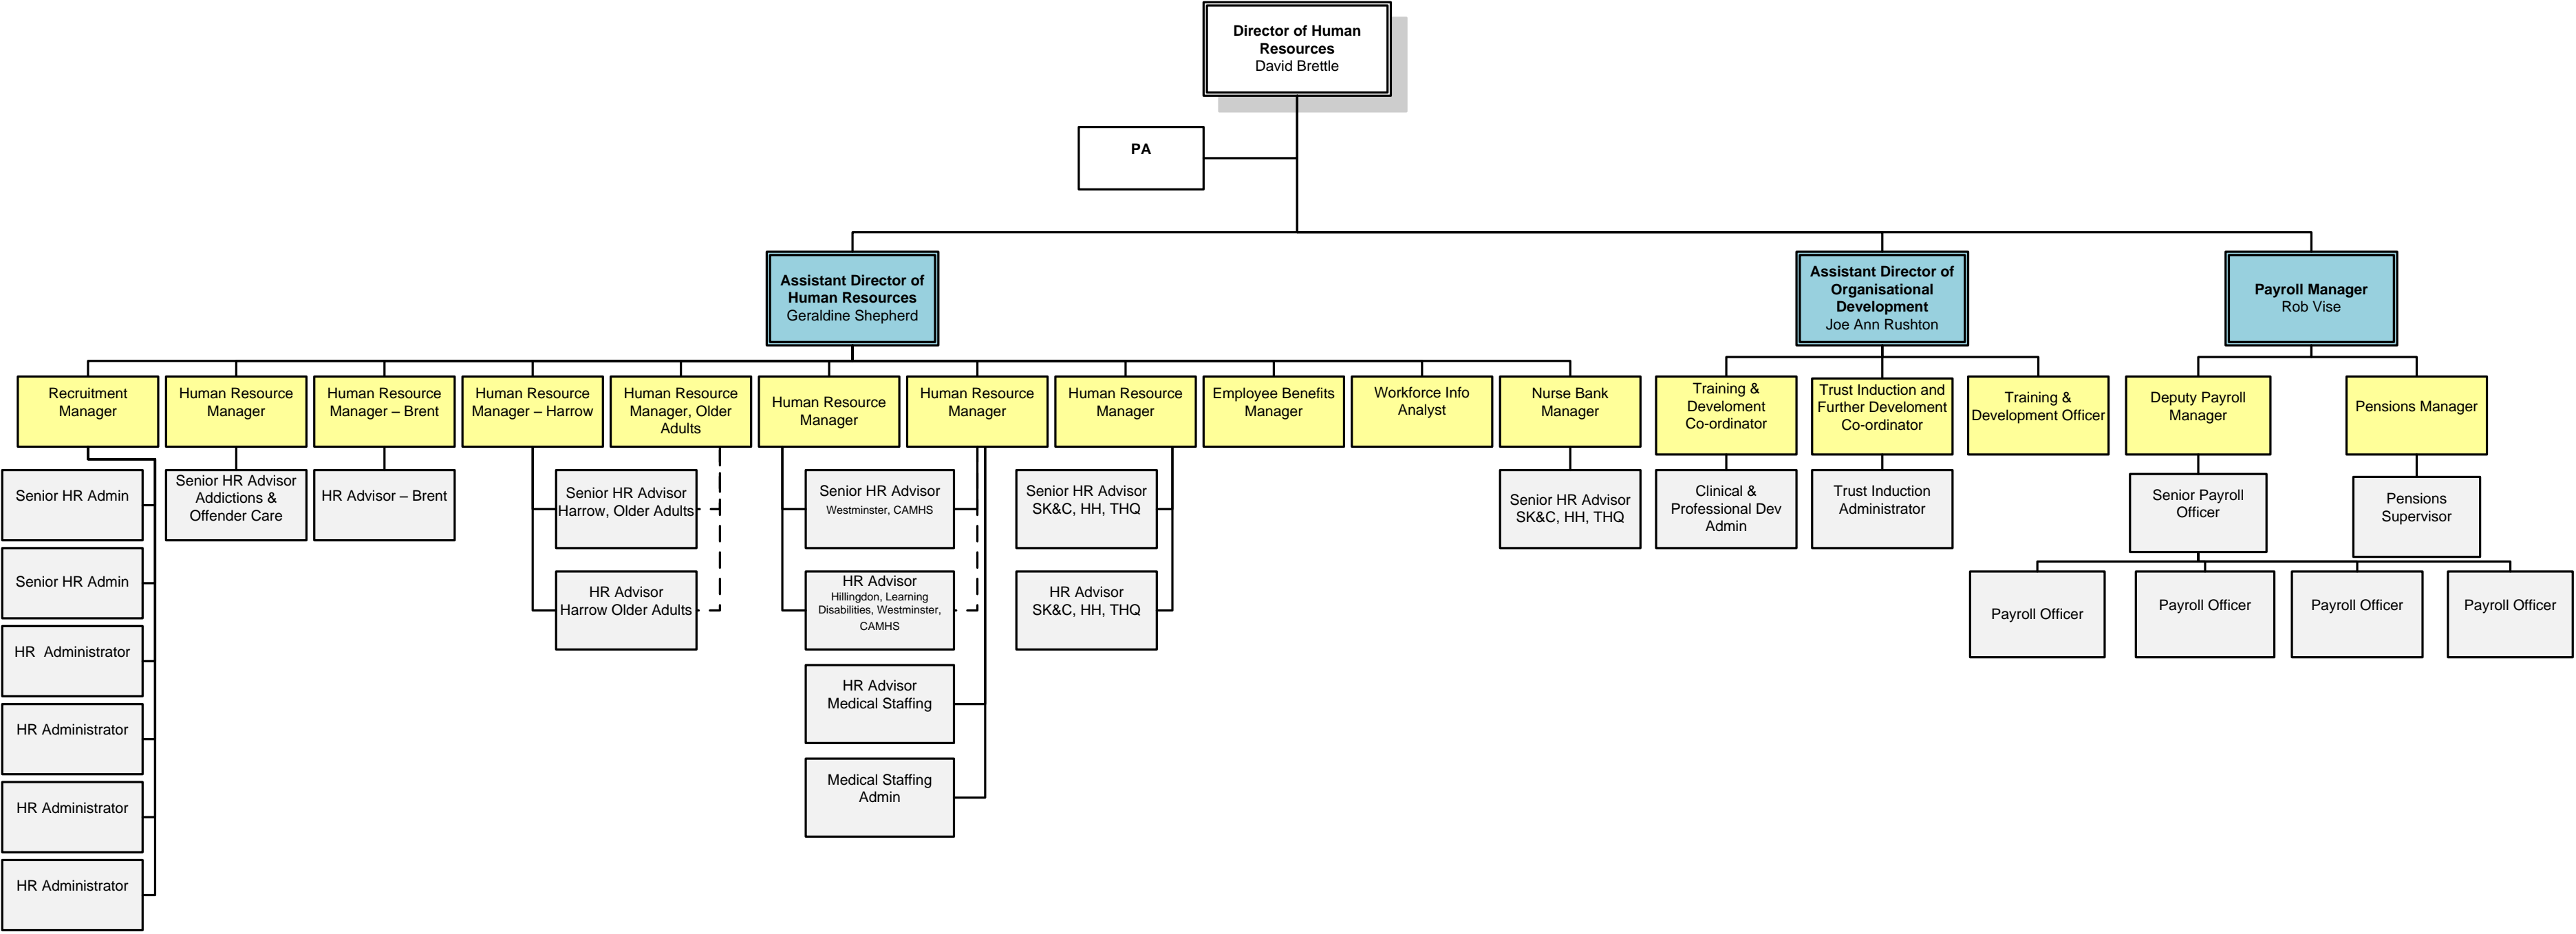 Director of Human
Resources
David Brettle
PA
Assistant Director of
Human Resources
Geraldine Shepherd
Assistant Director of
Organisational
Development
Joe Ann Rushton
Payroll Manager
Rob Vise
Recruitment
Manager
Human Resource
Manager
Human Resource
Manager – Brent
Human Resource
Manager – Harrow
Human Resource
Manager, Older
Adults
Human Resource
Manager
Human Resource
Manager
Human Resource
Manager
Employee Benefits
Manager
Workforce Info
Analyst
Nurse Bank
Manager
Training &
Develoment
Co-ordinator
Trust Induction and
Further Develoment
Co-ordinator
Training &
Development Officer
Deputy Payroll
Manager
Pensions Manager
Senior HR Admin
Senior HR Advisor
Addictions &
Offender Care
HR Advisor – Brent
Senior HR Advisor
Harrow, Older Adults
Senior HR Advisor
Westminster, CAMHS
Senior HR Advisor
SK&C, HH, THQ
Senior HR Advisor
SK&C, HH, THQ
Clinical &
Professional Dev
Admin
Trust Induction
Administrator
Senior Payroll
Officer
Pensions
Supervisor
Senior HR Admin
HR Advisor
Harrow Older Adults
HR Advisor
Hillingdon, Learning
Disabilities, Westminster,
CAMHS
HR Advisor
SK&C, HH, THQ
Payroll Officer
Payroll Officer
Payroll Officer
Payroll Officer
HR  Administrator
HR Advisor
Medical Staffing
HR Administrator
Medical Staffing
Admin
HR Administrator
HR Administrator